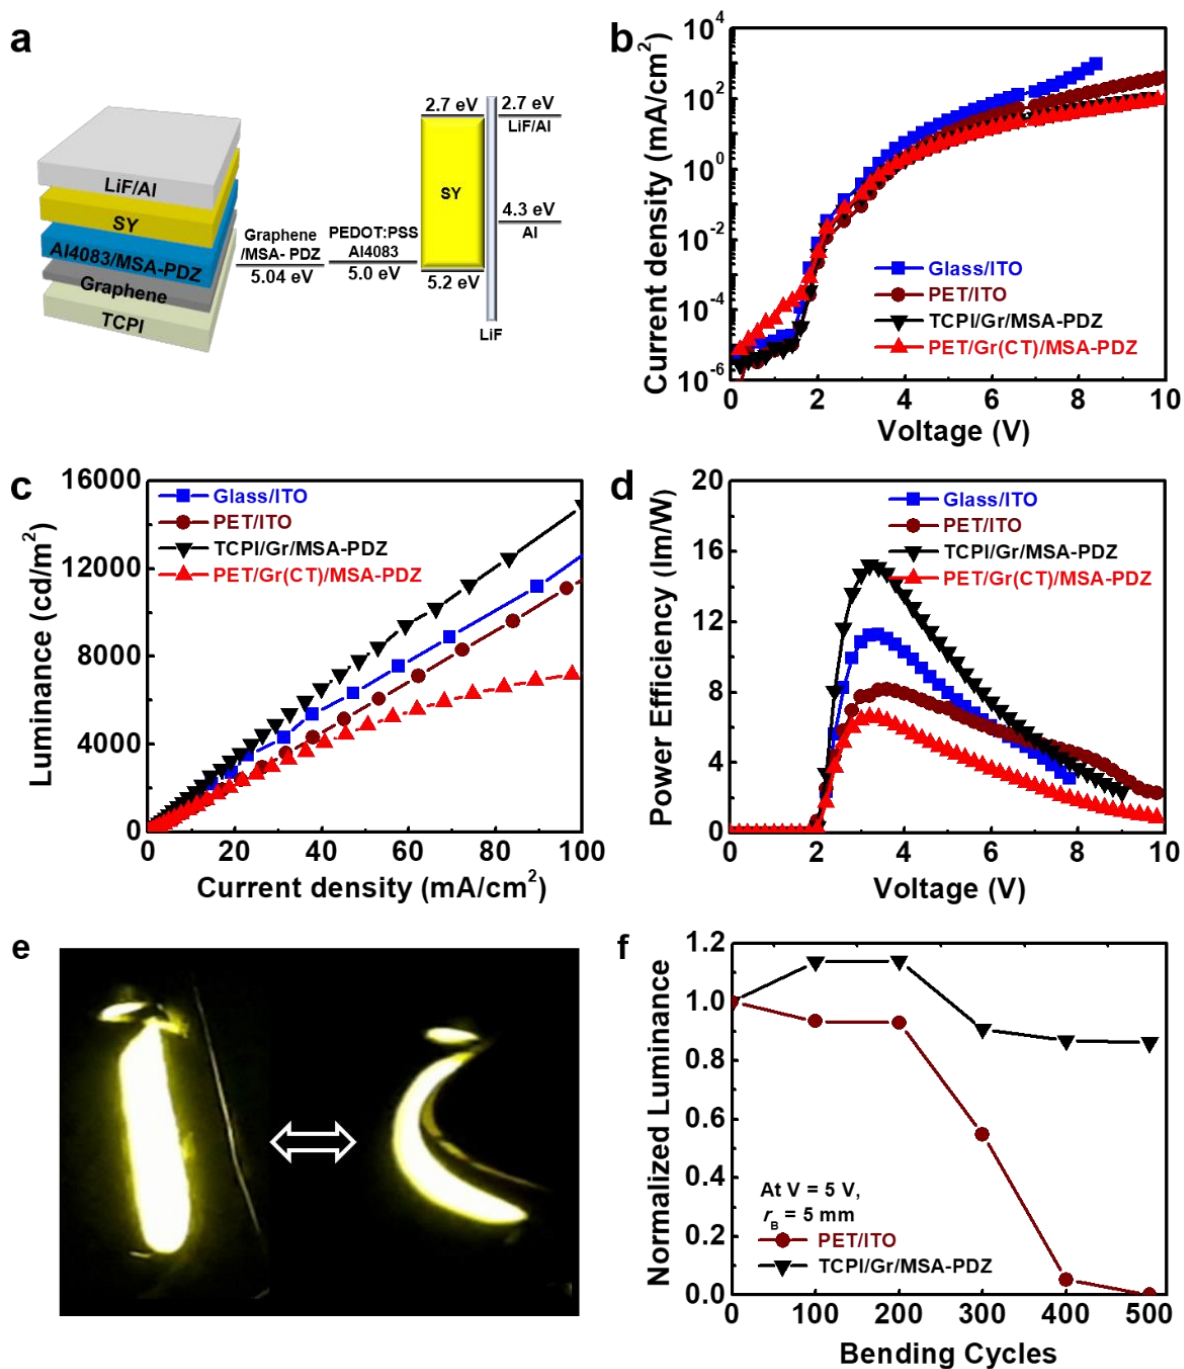 a
LiF/Al
SY
AI4083/MSA-PDZ
Graphene
TCPI
Graphene
/MSA- PDZ
5.04 eV
PEDOT:PSS
AI4083
5.0 eV
2.7 eV
SY
5.2 eV
LiF
2.7 eV
LiF/Al
4.3 eV
Al
b
Current density (mA/cm²)
10⁴
10²
10⁰
10⁻²
10⁻⁴
10⁻⁶
Glass/ITO
PET/ITO
TCPI/Gr/MSA-PDZ
PET/Gr(CT)/MSA-PDZ
0 2 4 6 8 10
Voltage (V)
c
Luminance (cd/m²)
16000
12000
8000
4000
0
Glass/ITO
PET/ITO
TCPI/Gr/MSA-PDZ
PET/Gr(CT)/MSA-PDZ
0 20 40 60 80 100
Current density (mA/cm²)
d
Power Efficiency (lm/W)
20
16
12
8
4
0
Glass/ITO
PET/ITO
TCPI/Gr/MSA-PDZ
PET/Gr(CT)/MSA-PDZ
0 2 4 6 8 10
Voltage (V)
e
f
Normalized Luminance
1.2
1.0
0.8
0.6
0.4
0.2
0.0
At V = 5 V,
r_B = 5 mm
PET/ITO
TCPI/Gr/MSA-PDZ
0 100 200 300 400 500
Bending Cycles